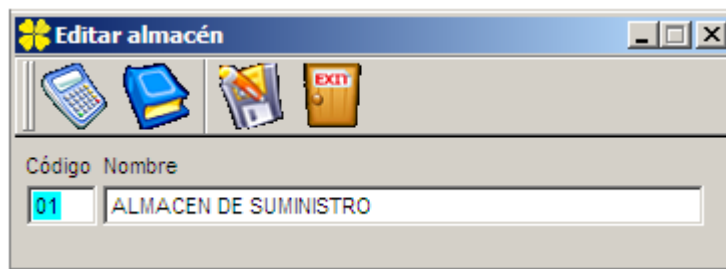 Editar almacén
EXIT
Código Nombre
01 ALMACEN DE SUMINISTRO